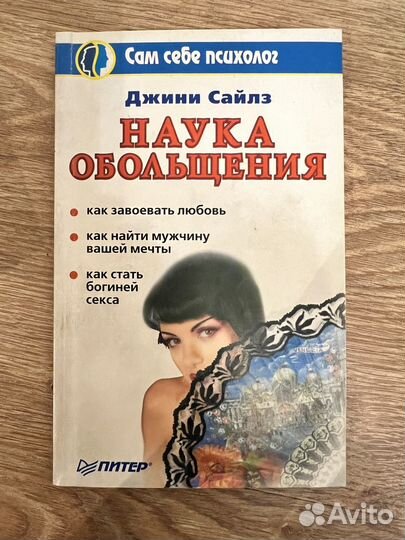 Сам себе психолог
Джини Сайлз
НАУКА
ОБОЛЬЩЕНИЯ
как завоевать любовь
как найти мужчину
вашей мечты
как стать
богиней
секса
ПИТЕР®
Avito